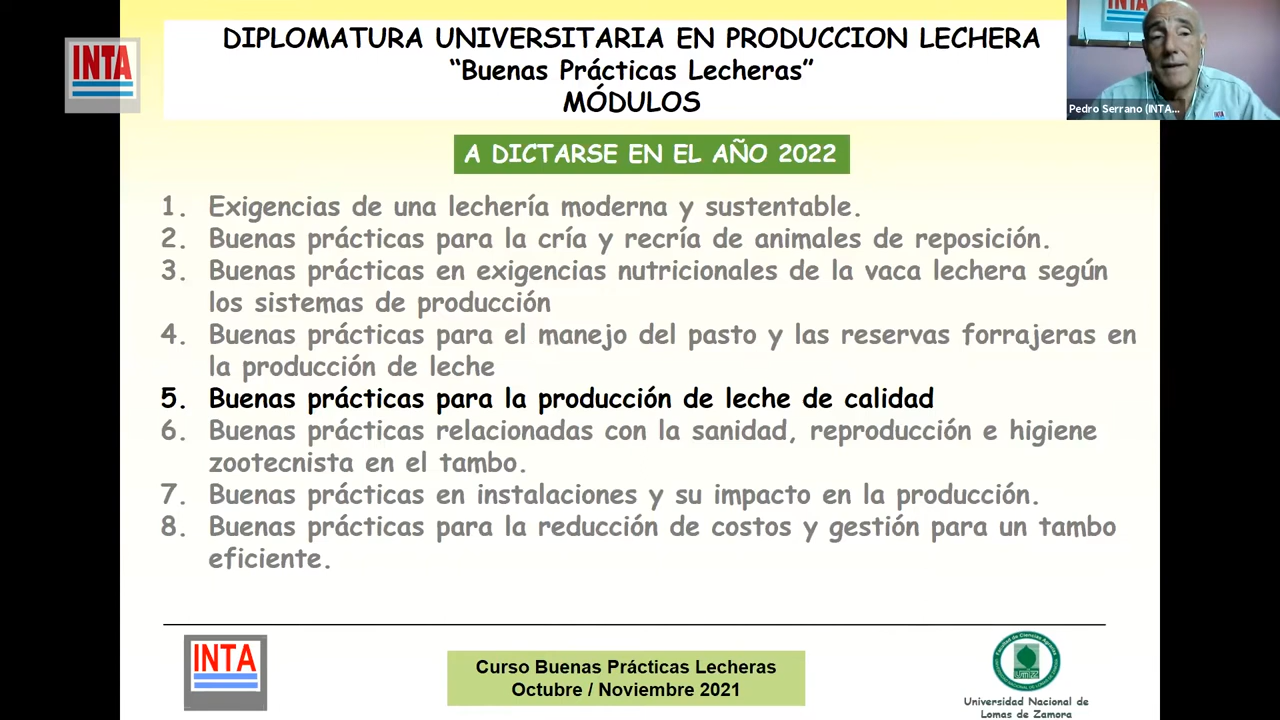 DIPLOMATURA UNIVERSITARIA EN PRODUCCION LECHERA
“Buenas Prácticas Lecheras”
MÓDULOS
INTA
INTA
Pedro Serrano (INTA...
INTA
A DICTARSE EN EL AÑO 2022
1. Exigencias de una lechería moderna y sustentable.
2. Buenas prácticas para la cría y recría de animales de reposición.
3. Buenas prácticas en exigencias nutricionales de la vaca lechera según
los sistemas de producción
4. Buenas prácticas para el manejo del pasto y las reservas forrajeras en
la producción de leche
5. Buenas prácticas para la producción de leche de calidad
6. Buenas prácticas relacionadas con la sanidad, reproducción e higiene
zootecnista en el tambo.
7. Buenas prácticas en instalaciones y su impacto en la producción.
8. Buenas prácticas para la reducción de costos y gestión para un tambo
eficiente.
INTA
Curso Buenas Prácticas Lecheras
Octubre / Noviembre 2021
Facultad de Ciencias Agrarias
Universidad Nacional de
Lomas de Zamora